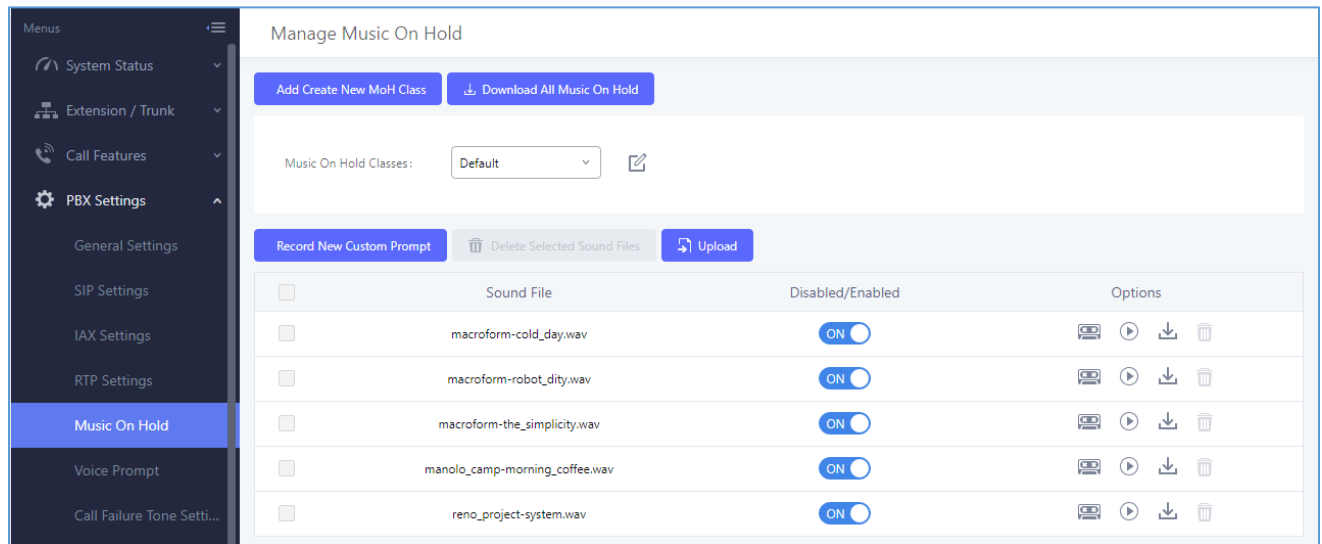 Menus
System Status
Extension / Trunk
Call Features
PBX Settings
General Settings
SIP Settings
IAX Settings
RTP Settings
Music On Hold
Voice Prompt
Call Failure Tone Setti...
Manage Music On Hold
Add Create New MoH Class Download All Music On Hold
Music On Hold Classes: Default
Record New Custom Prompt Delete Selected Sound Files Upload
Sound File Disabled/Enabled Options
macroform-cold_day.wav ON
macroform-robot_dity.wav ON
macroform-the_simplicity.wav ON
manolo_camp-morning_coffee.wav ON
reno_project-system.wav ON